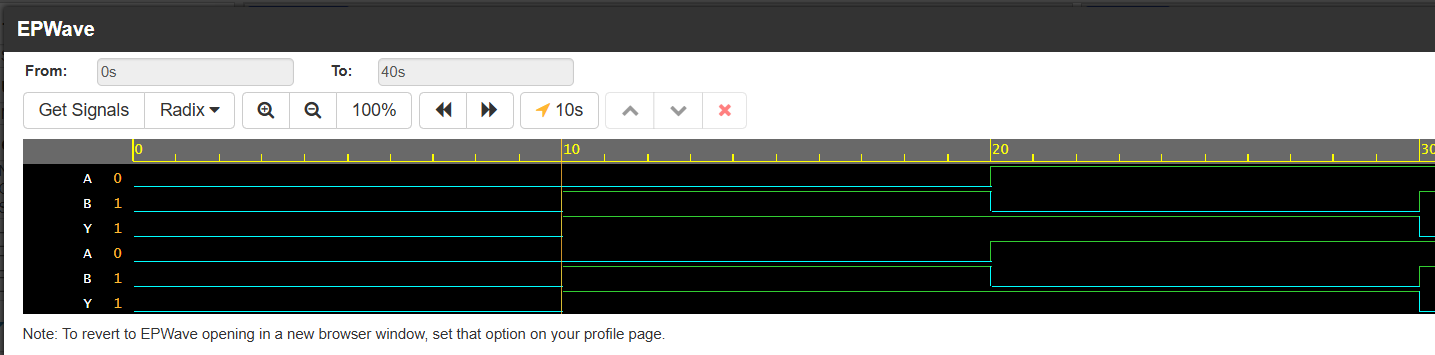 EPWave
From: 0s To: 40s
Get Signals Radix 100% 10s
0 10 20 30
A 0
B 1
Y 1
A 0
B 1
Y 1
Note: To revert to EPWave opening in a new browser window, set that option on your profile page.